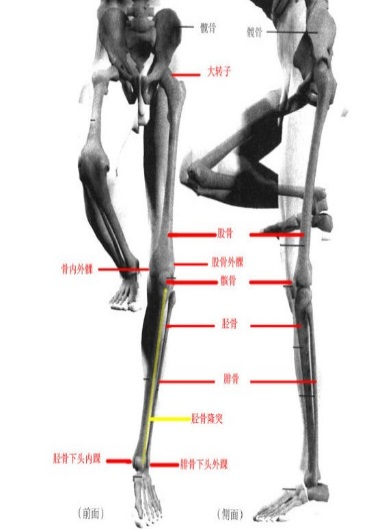 髋骨
髋骨
大转子
股骨
股骨外髁
骨内外髁
髌骨
胫骨
腓骨
胫骨隆突
胫骨下头内踝
腓骨下头外踝
(前面)
(侧面)